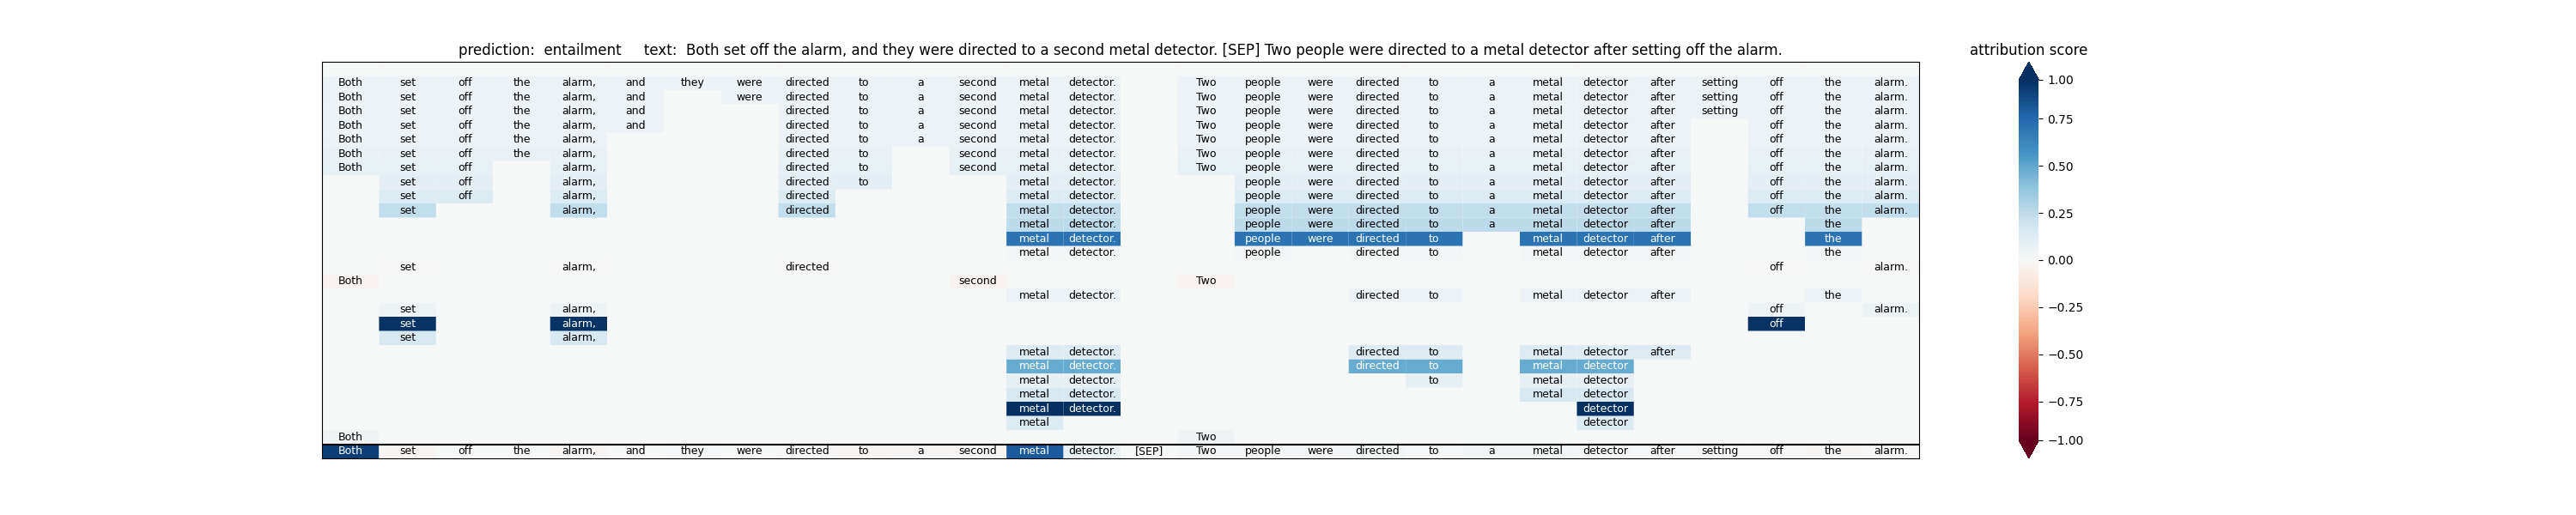 prediction: entailment text: Both set off the alarm, and they were directed to a second metal detector. [SEP] Two people were directed to a metal detector after setting off the alarm.
attribution score
Both set off the alarm, and they were directed to a second metal detector. Two people were directed to a metal detector after setting off the alarm.
Both set off the alarm, and were directed to a second metal detector. Two people were directed to a metal detector after setting off the alarm.
Both set off the alarm, and directed to a second metal detector. Two people were directed to a metal detector after setting off the alarm.
Both set off the alarm, and directed to a second metal detector. Two people were directed to a metal detector after off the alarm.
Both set off the alarm, directed to a second metal detector. Two people were directed to a metal detector after off the alarm.
Both set off the alarm, directed to second metal detector. Two people were directed to a metal detector after off the alarm.
Both set off alarm, directed to second metal detector. Two people were directed to a metal detector after off the alarm.
set off alarm, directed to metal detector. people were directed to a metal detector after off the alarm.
set off alarm, directed metal detector. people were directed to a metal detector after off the alarm.
set alarm, directed metal detector. people were directed to a metal detector after off the alarm.
metal detector. people were directed to a metal detector after the
metal detector. people were directed to metal detector after the
metal detector. people directed to metal detector after the
set alarm, directed off alarm.
Both second Two
metal detector. directed to metal detector after the
set alarm, off alarm.
set alarm, off
set alarm,
metal detector. directed to metal detector after
metal detector. directed to metal detector
metal detector. to metal detector
metal detector. metal detector
metal detector. detector
metal detector
Both Two
Both set off the alarm, and they were directed to a second metal detector. [SEP] Two people were directed to a metal detector after setting off the alarm.
1.00
0.75
0.50
0.25
0.00
−0.25
−0.50
−0.75
−1.00